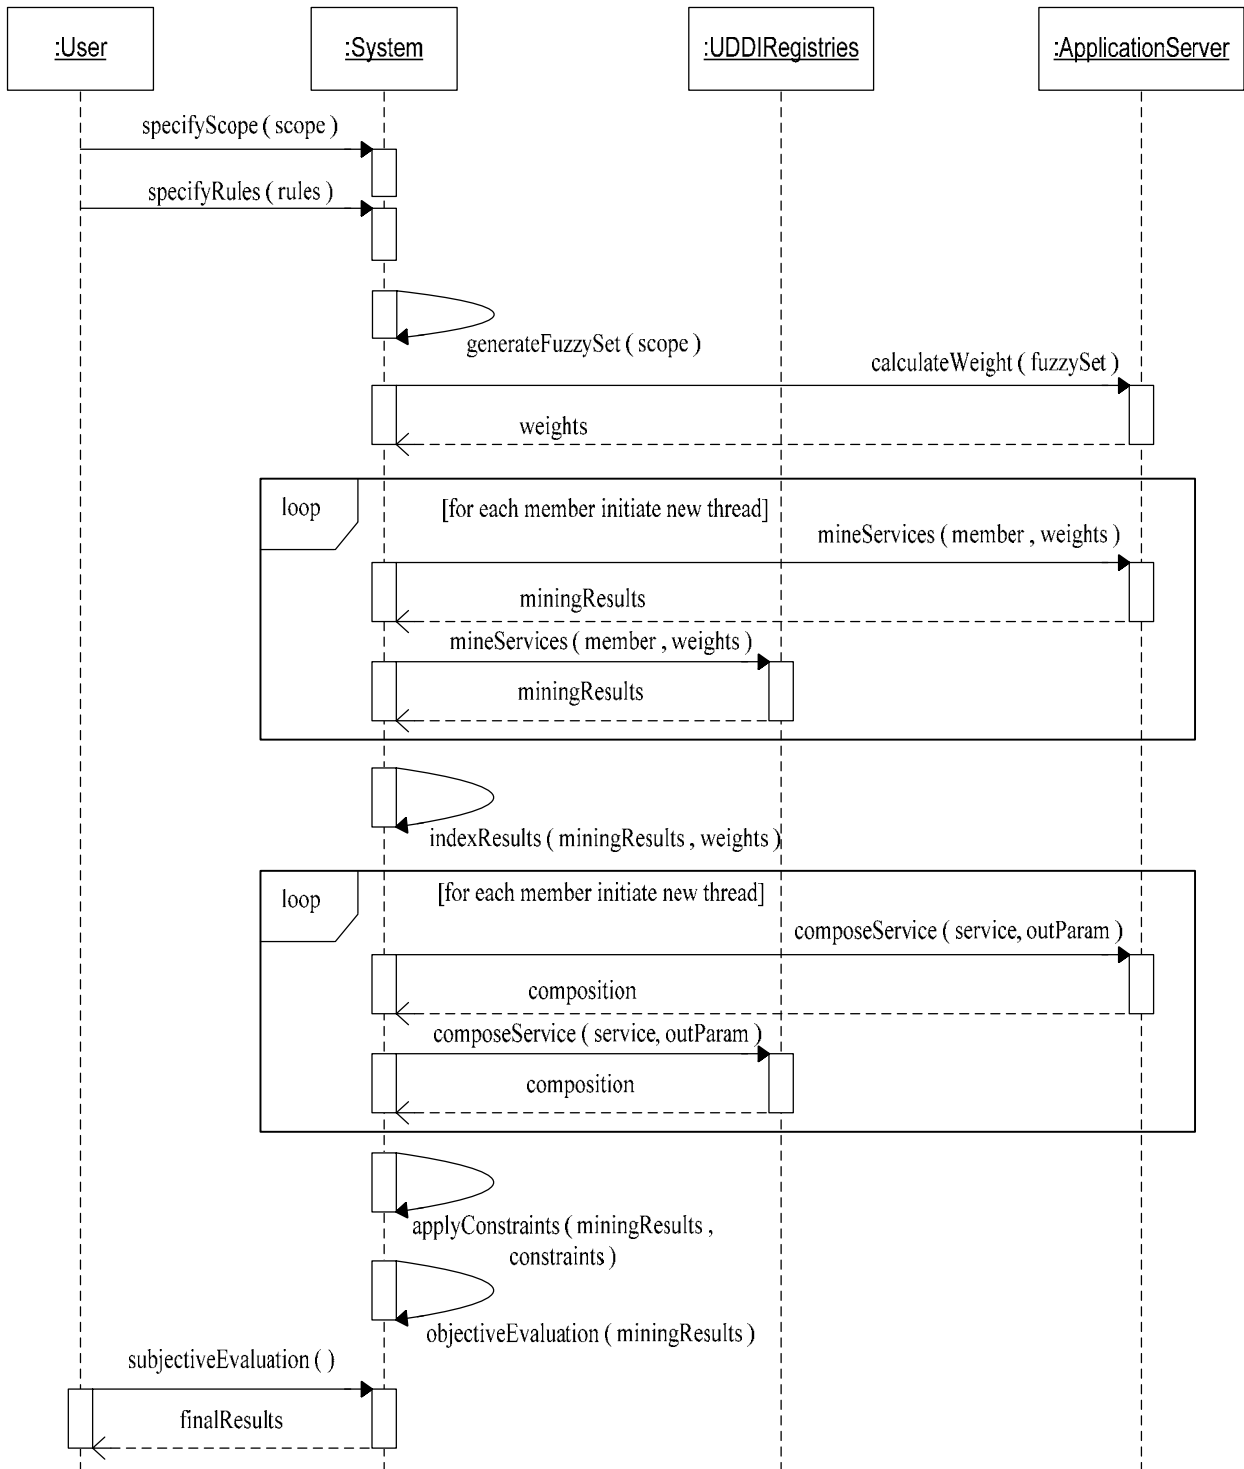 :User
:System
:UDDIRegistries
:ApplicationServer
specifyScope ( scope )
specifyRules ( rules )
generateFuzzySet ( scope )
calculateWeight ( fuzzySet )
weights
loop
[for each member initiate new thread]
mineServices ( member , weights )
miningResults
mineServices ( member , weights )
miningResults
indexResults ( miningResults , weights )
loop
[for each member initiate new thread]
composeService ( service, outParam )
composition
composeService ( service, outParam )
composition
applyConstraints ( miningResults ,
constraints )
objectiveEvaluation ( miningResults )
subjectiveEvaluation ( )
finalResults